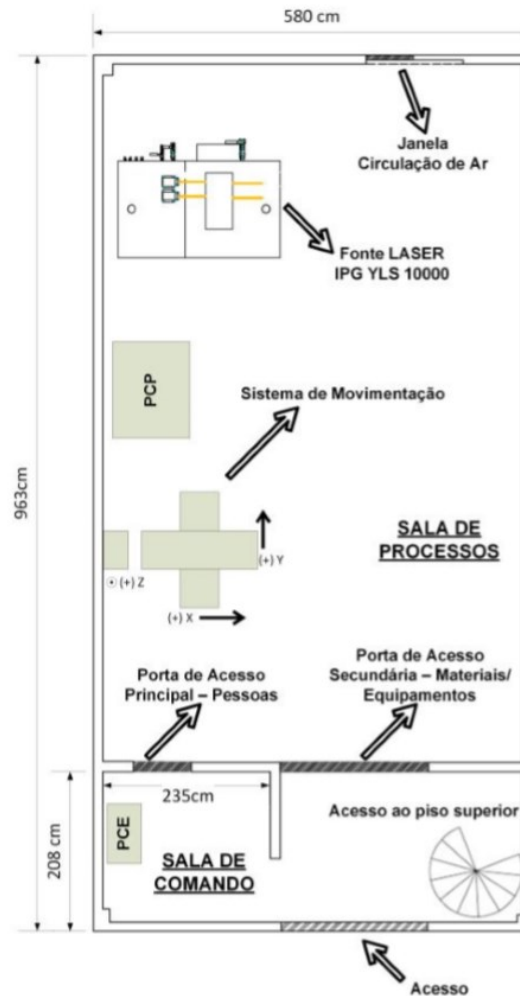 580 cm
Janela
Circulação de Ar
Fonte LASER
IPG YLS 10000
PCP
Sistema de Movimentação
963cm
SALA DE
PROCESSOS
(+) Y
(+) Z
(+) X
Porta de Acesso
Principal – Pessoas
Porta de Acesso
Secundária – Materiais/
Equipamentos
235cm
208 cm
PCE
SALA DE
COMANDO
Acesso ao piso superior
Acesso